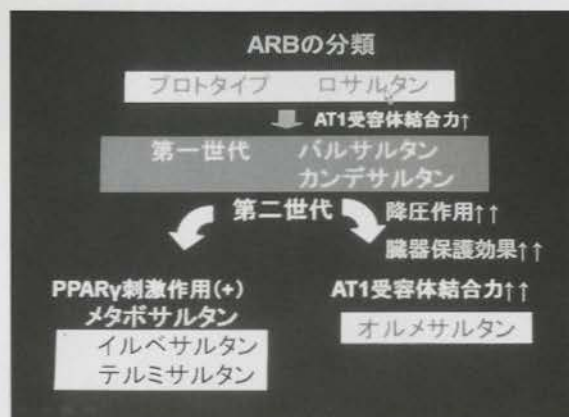 ARBの分類
プロトタイプ ロサルタン
AT1受容体結合力↑
第一世代 バルサルタン
カンデサルタン
第二世代 降圧作用↑↑
臓器保護効果↑↑
PPARγ刺激作用(+)
メタボサルタン
イルベサルタン
テルミサルタン
AT1受容体結合力↑↑
オルメサルタン